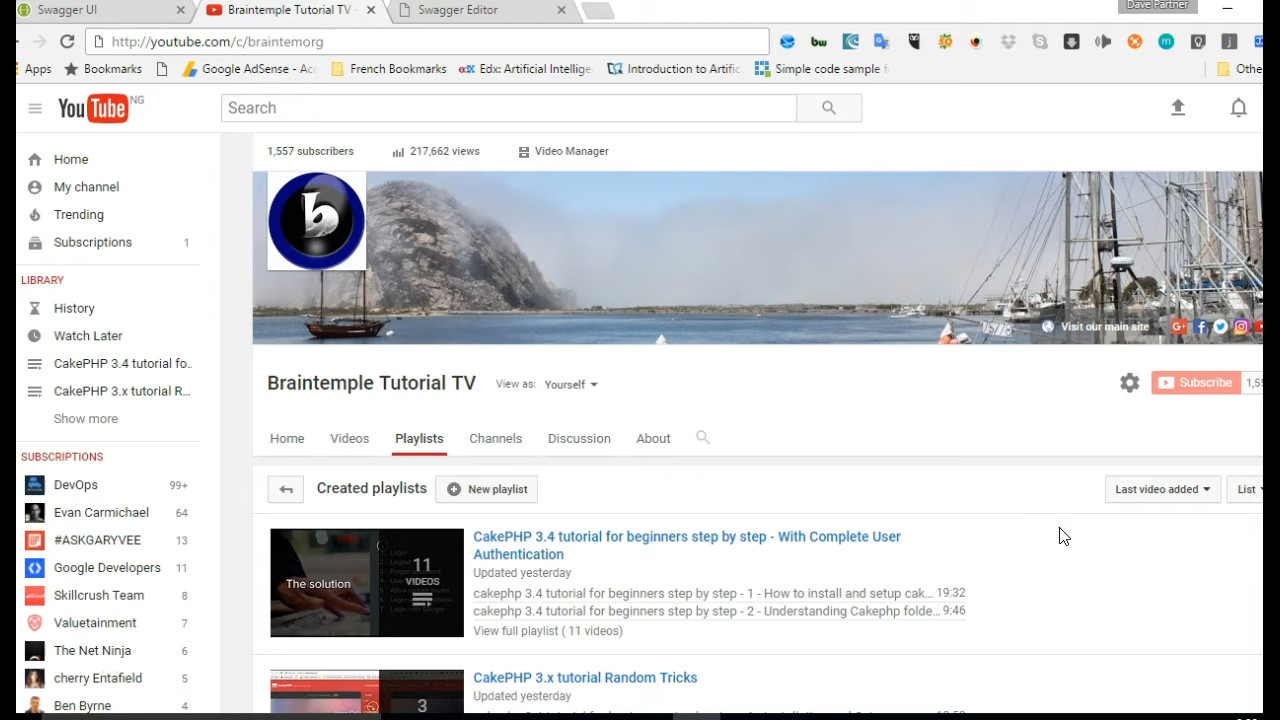 Swagger UI
Braintemple Tutorial TV -
Swagger Editor
Dave Partner
http://youtube.com/c/braintemorg
Apps
Bookmarks
Google AdSense - Acc
French Bookmarks
edX Edx: Artificial Intellige
Introduction to Artific
Simple code sample f
Othe
YouTube NG
Search
Home
My channel
Trending
Subscriptions 1
LIBRARY
History
Watch Later
CakePHP 3.4 tutorial fo..
CakePHP 3.x tutorial R...
Show more
SUBSCRIPTIONS
DevOps 99+
Evan Carmichael 64
#ASKGARYVEE 13
Google Developers 11
Skillcrush Team 8
Valuetainment 7
The Net Ninja 6
cherry Entafield 5
Ben Byrne 4
1,557 subscribers
217,662 views
Video Manager
b
Visit our main site
Braintemple Tutorial TV
View as: Yourself
Subscribe 1,5
Home Videos Playlists Channels Discussion About
Created playlists
New playlist
Last video added
List
The solution
11
VIDEOS
CakePHP 3.4 tutorial for beginners step by step - With Complete User
Authentication
Updated yesterday
cakephp 3.4 tutorial for beginners step by step - 1 - How to install and setup cak... 19:32
cakephp 3.4 tutorial for beginners step by step - 2 - Understanding Cakephp folde... 9:46
View full playlist ( 11 videos)
3
CakePHP 3.x tutorial Random Tricks
Updated yesterday